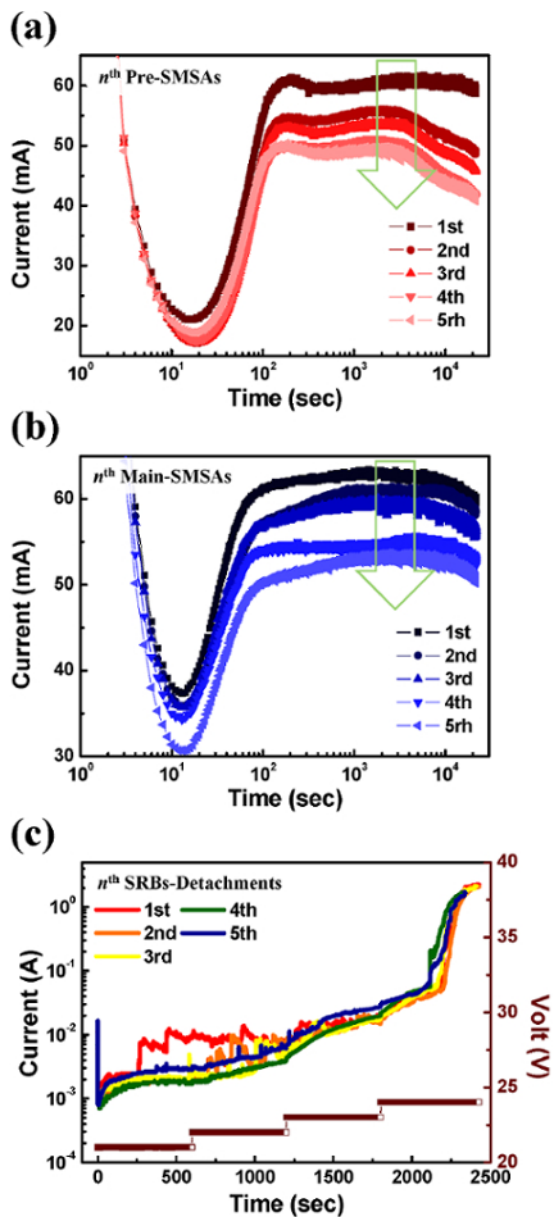 (a)
nth Pre-SMSAs
60
50
40
30
20
Current (mA)
1st
2nd
3rd
4th
5rh
10⁰ 10¹ 10² 10³ 10⁴
Time (sec)
(b)
nth Main-SMSAs
60
50
40
30
Current (mA)
1st
2nd
3rd
4th
5rh
10⁰ 10¹ 10² 10³ 10⁴
Time (sec)
(c)
nth SRBs-Detachments
1st 4th
2nd 5th
3rd
10⁰
10⁻¹
10⁻²
10⁻³
10⁻⁴
Current (A)
40
35
30
25
20
Volt (V)
0 500 1000 1500 2000 2500
Time (sec)